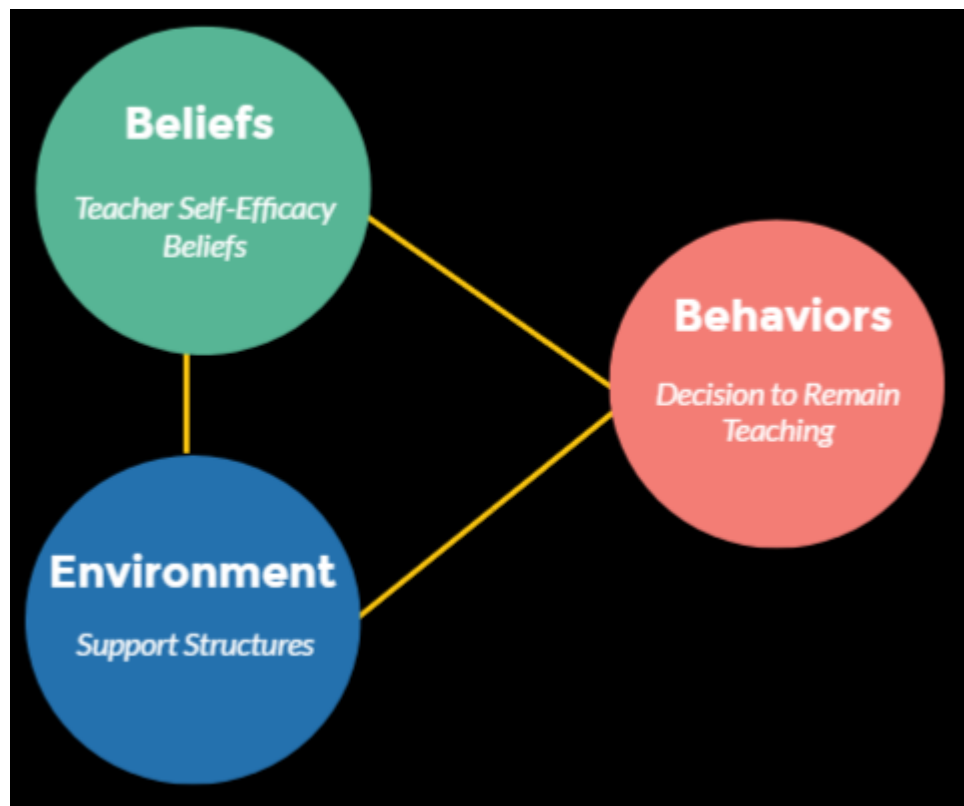 Beliefs
Teacher Self-Efficacy
Beliefs
Behaviors
Decision to Remain
Teaching
Environment
Support Structures